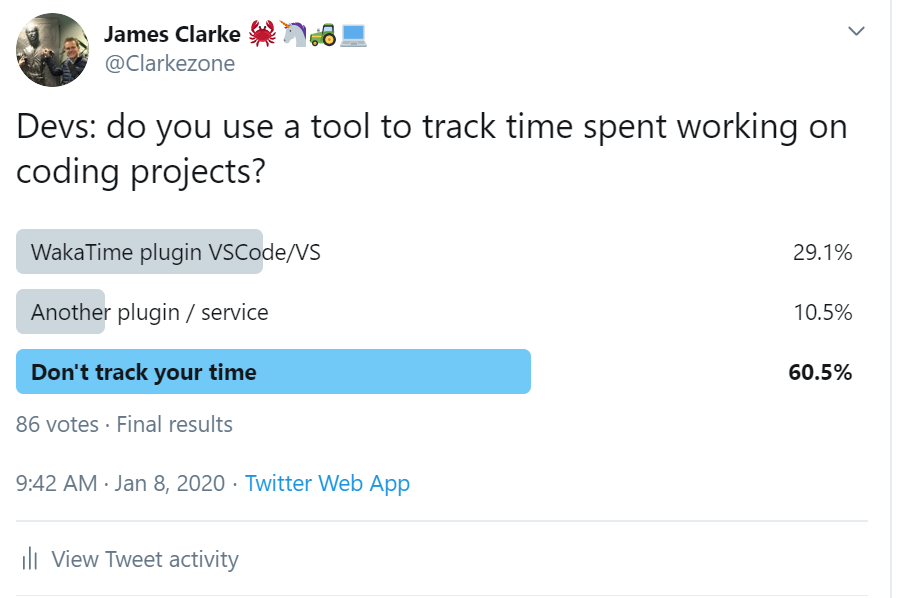 James Clarke 🦀🦄🚜💻
@Clarkezone
Devs: do you use a tool to track time spent working on
coding projects?
WakaTime plugin VSCode/VS 29.1%
Another plugin / service 10.5%
Don't track your time 60.5%
86 votes · Final results
9:42 AM · Jan 8, 2020 · Twitter Web App
View Tweet activity